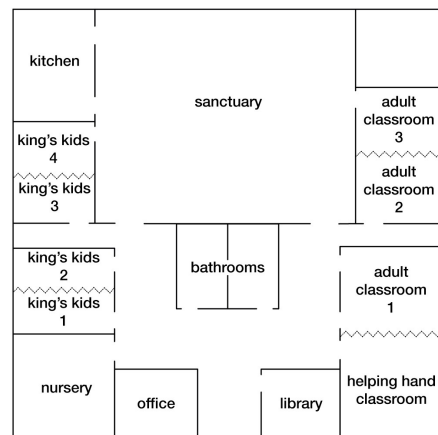 kitchen
sanctuary
adult
classroom
3
king's kids
4
king's kids
3
adult
classroom
2
king's kids
2
king's kids
1
bathrooms
adult
classroom
1
nursery
office
library
helping hand
classroom